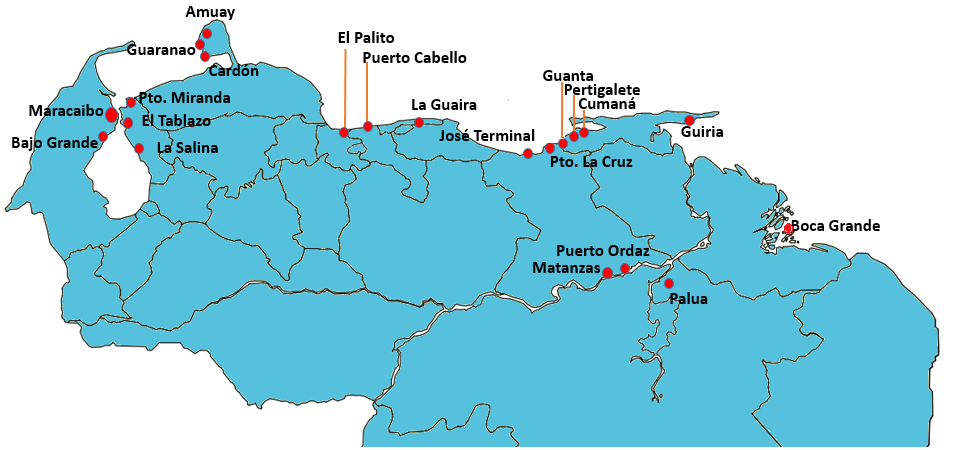 Amuay
Guaranao
Cardón
El Palito
Puerto Cabello
Guanta
Pertigalete
Cumaná
Pto. Miranda
Maracaibo
El Tablazo
La Guaira
José Terminal
Guiria
Bajo Grande
La Salina
Pto. La Cruz
Boca Grande
Puerto Ordaz
Matanzas
Palua